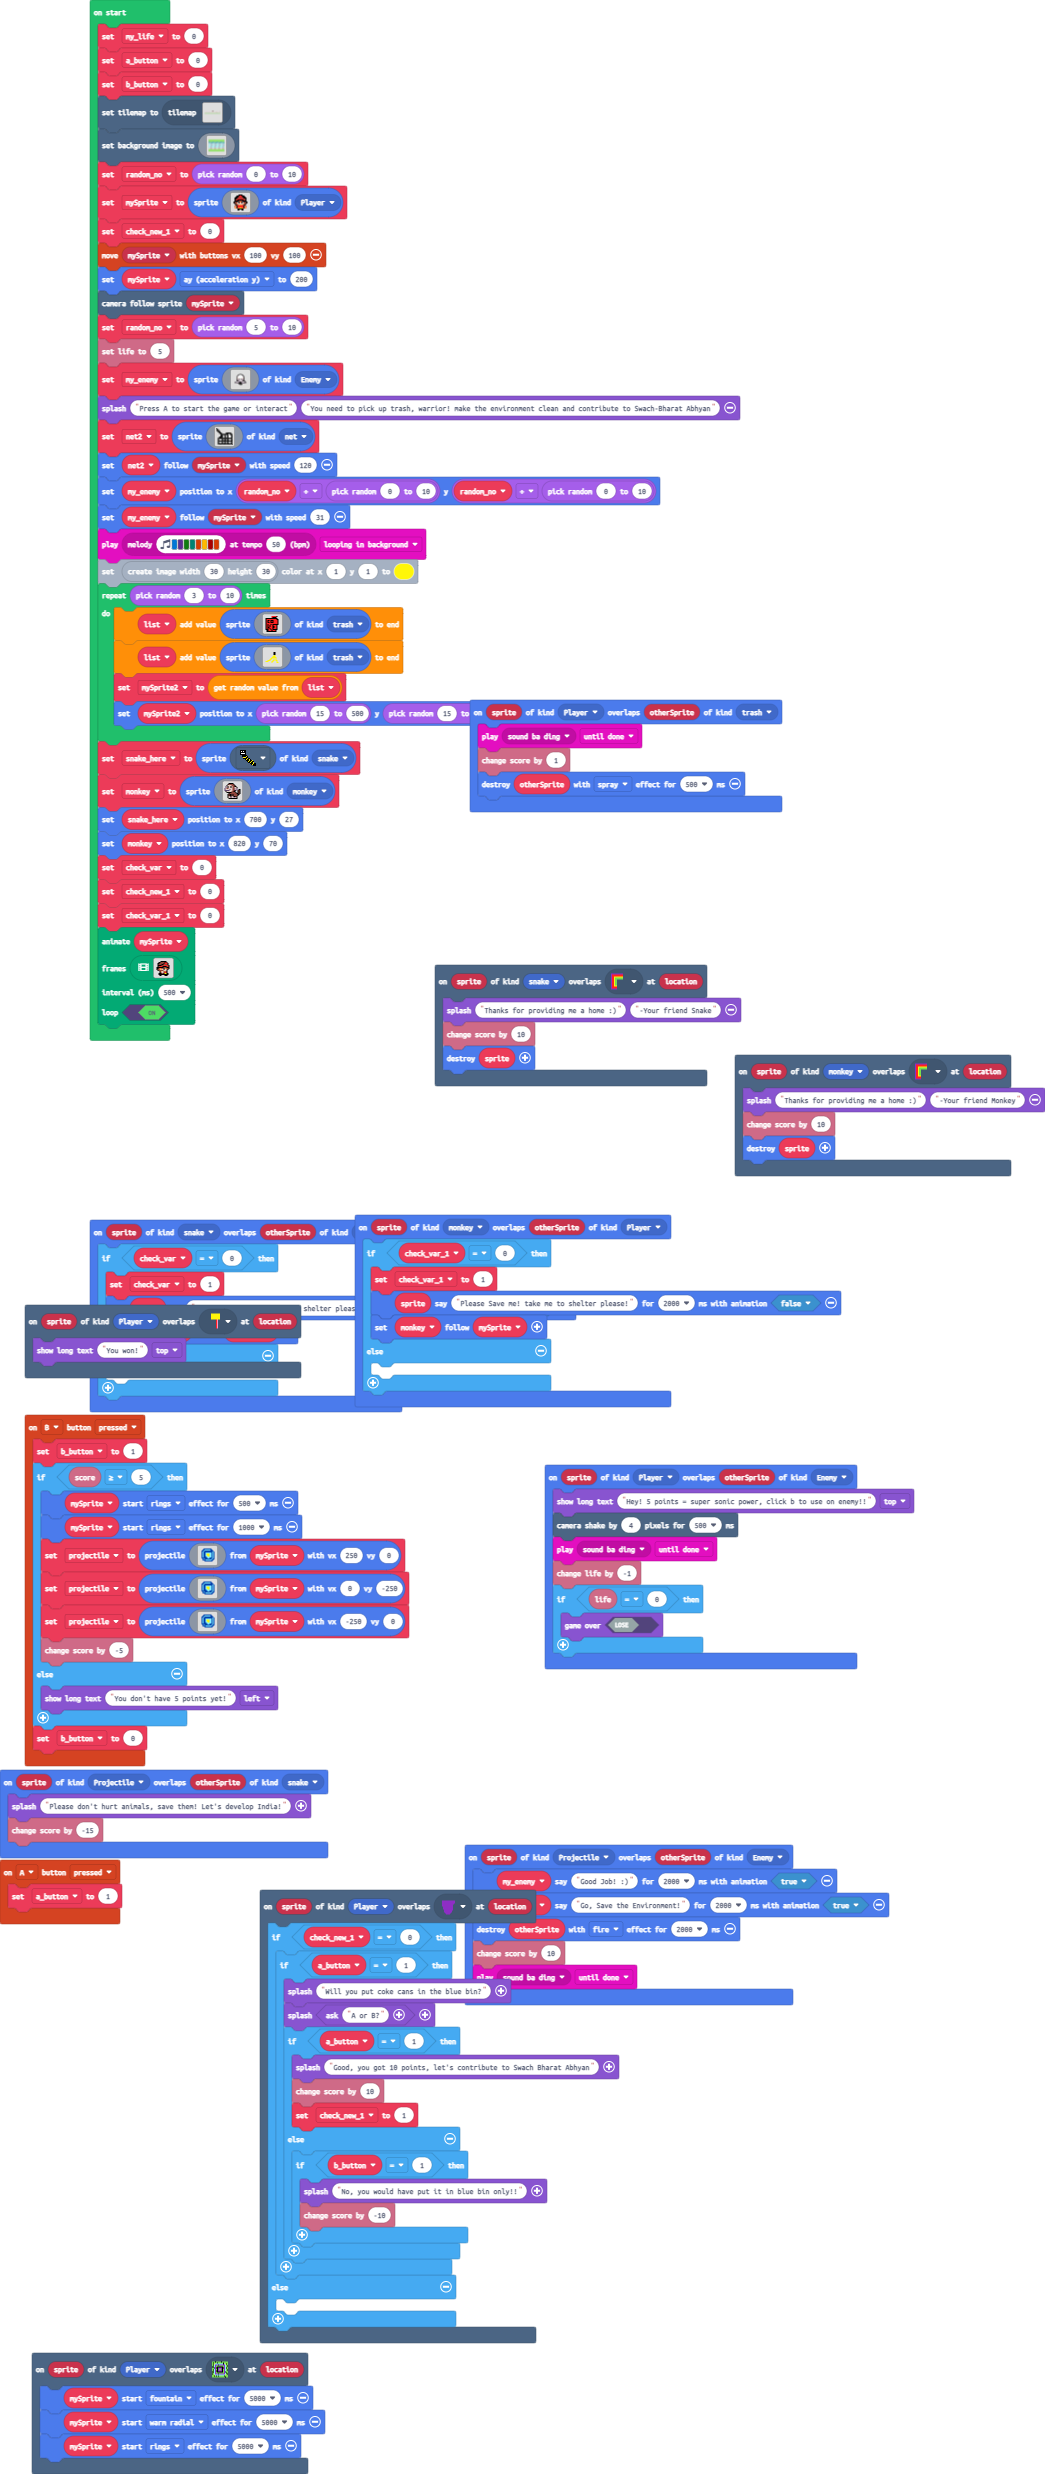 on start
set my_life to 0
set a_button to 0
set b_button to 0
set tilemap to tilemap
set background image to
set random_no to pick random 0 to 10
set mySprite to sprite of kind Player
set check_new_1 to 0
move mySprite with buttons vx 100 vy 100
set mySprite ay (acceleration y) to 200
camera follow sprite mySprite
set random_no to pick random 5 to 10
set life to 5
set my_enemy to sprite of kind Enemy
splash "Press A to start the game or interact" "You need to pick up trash, warrior! make the environment clean and contribute to Swach-Bharat Abhyan"
set net2 to sprite of kind net
set net2 follow mySprite with speed 120
set my_enemy position to x random_no + pick random 0 to 10 y random_no + pick random 0 to 10
set my_enemy follow mySprite with speed 31
play melody at tempo 50 (bpm) looping in background
set create image width 30 height 30 color at x 1 y 1 to
repeat pick random 3 to 10 times
do
list add value sprite of kind trash to end
list add value sprite of kind trash to end
set mySprite2 to get random value from list
set mySprite2 position to x pick random 15 to 500 y pick random 15 to
on sprite of kind Player overlaps otherSprite of kind trash
play sound ba ding until done
change score by 1
destroy otherSprite with spray effect for 500 ms
set snake_here to sprite of kind snake
set monkey to sprite of kind monkey
set snake_here position to x 700 y 27
set monkey position to x 820 y 70
set check_var to 0
set check_new_1 to 0
set check_var_1 to 0
animate mySprite
frames
interval (ms) 500
loop ON
on sprite of kind snake overlaps at location
splash "Thanks for providing me a home :)" "-Your friend Snake"
change score by 10
destroy sprite
on sprite of kind monkey overlaps at location
splash "Thanks for providing me a home :)" "-Your friend Monkey"
change score by 10
destroy sprite
on sprite of kind snake overlaps otherSprite of kind
if check_var = 0 then
set check_var to 1
shelter pleas
on sprite of kind monkey overlaps otherSprite of kind Player
if check_var_1 = 0 then
set check_var_1 to 1
sprite say "Please Save me! take me to shelter please!" for 2000 ms with animation false
set monkey follow mySprite
else
on sprite of kind Player overlaps at location
show long text "You won!" top
on B button pressed
set b_button to 1
if score ≥ 5 then
mySprite start rings effect for 500 ms
mySprite start rings effect for 1000 ms
set projectile to projectile from mySprite with vx 250 vy 0
set projectile to projectile from mySprite with vx 0 vy -250
set projectile to projectile from mySprite with vx -250 vy 0
change score by -5
else
show long text "You don't have 5 points yet!" left
set b_button to 0
on sprite of kind Player overlaps otherSprite of kind Enemy
show long text "Hey! 5 points = super sonic power, click b to use on enemy!!" top
camera shake by 4 pixels for 500 ms
play sound ba ding until done
change life by -1
if life = 0 then
game over LOSE
on sprite of kind Projectile overlaps otherSprite of kind snake
splash "Please don't hurt animals, save them! Let's develop India!"
change score by -15
on A button pressed
set a_button to 1
on sprite of kind Projectile overlaps otherSprite of kind Enemy
my_enemy say "Good Job! :)" for 2000 ms with animation true
say "Go, Save the Environment!" for 2000 ms with animation true
destroy otherSprite with fire effect for 2000 ms
change score by 10
play sound ba ding until done
on sprite of kind Player overlaps at location
if check_new_1 = 0 then
if a_button = 1 then
splash "Will you put coke cans in the blue bin?"
splash ask "A or B?"
if a_button = 1 then
splash "Good, you got 10 points, let's contribute to Swach Bharat Abhyan"
change score by 10
set check_new_1 to 1
else
if b_button = 1 then
splash "No, you would have put it in blue bin only!!"
change score by -10
else
on sprite of kind Player overlaps at location
mySprite start fountain effect for 5000 ms
mySprite start warm radial effect for 5000 ms
mySprite start rings effect for 5000 ms